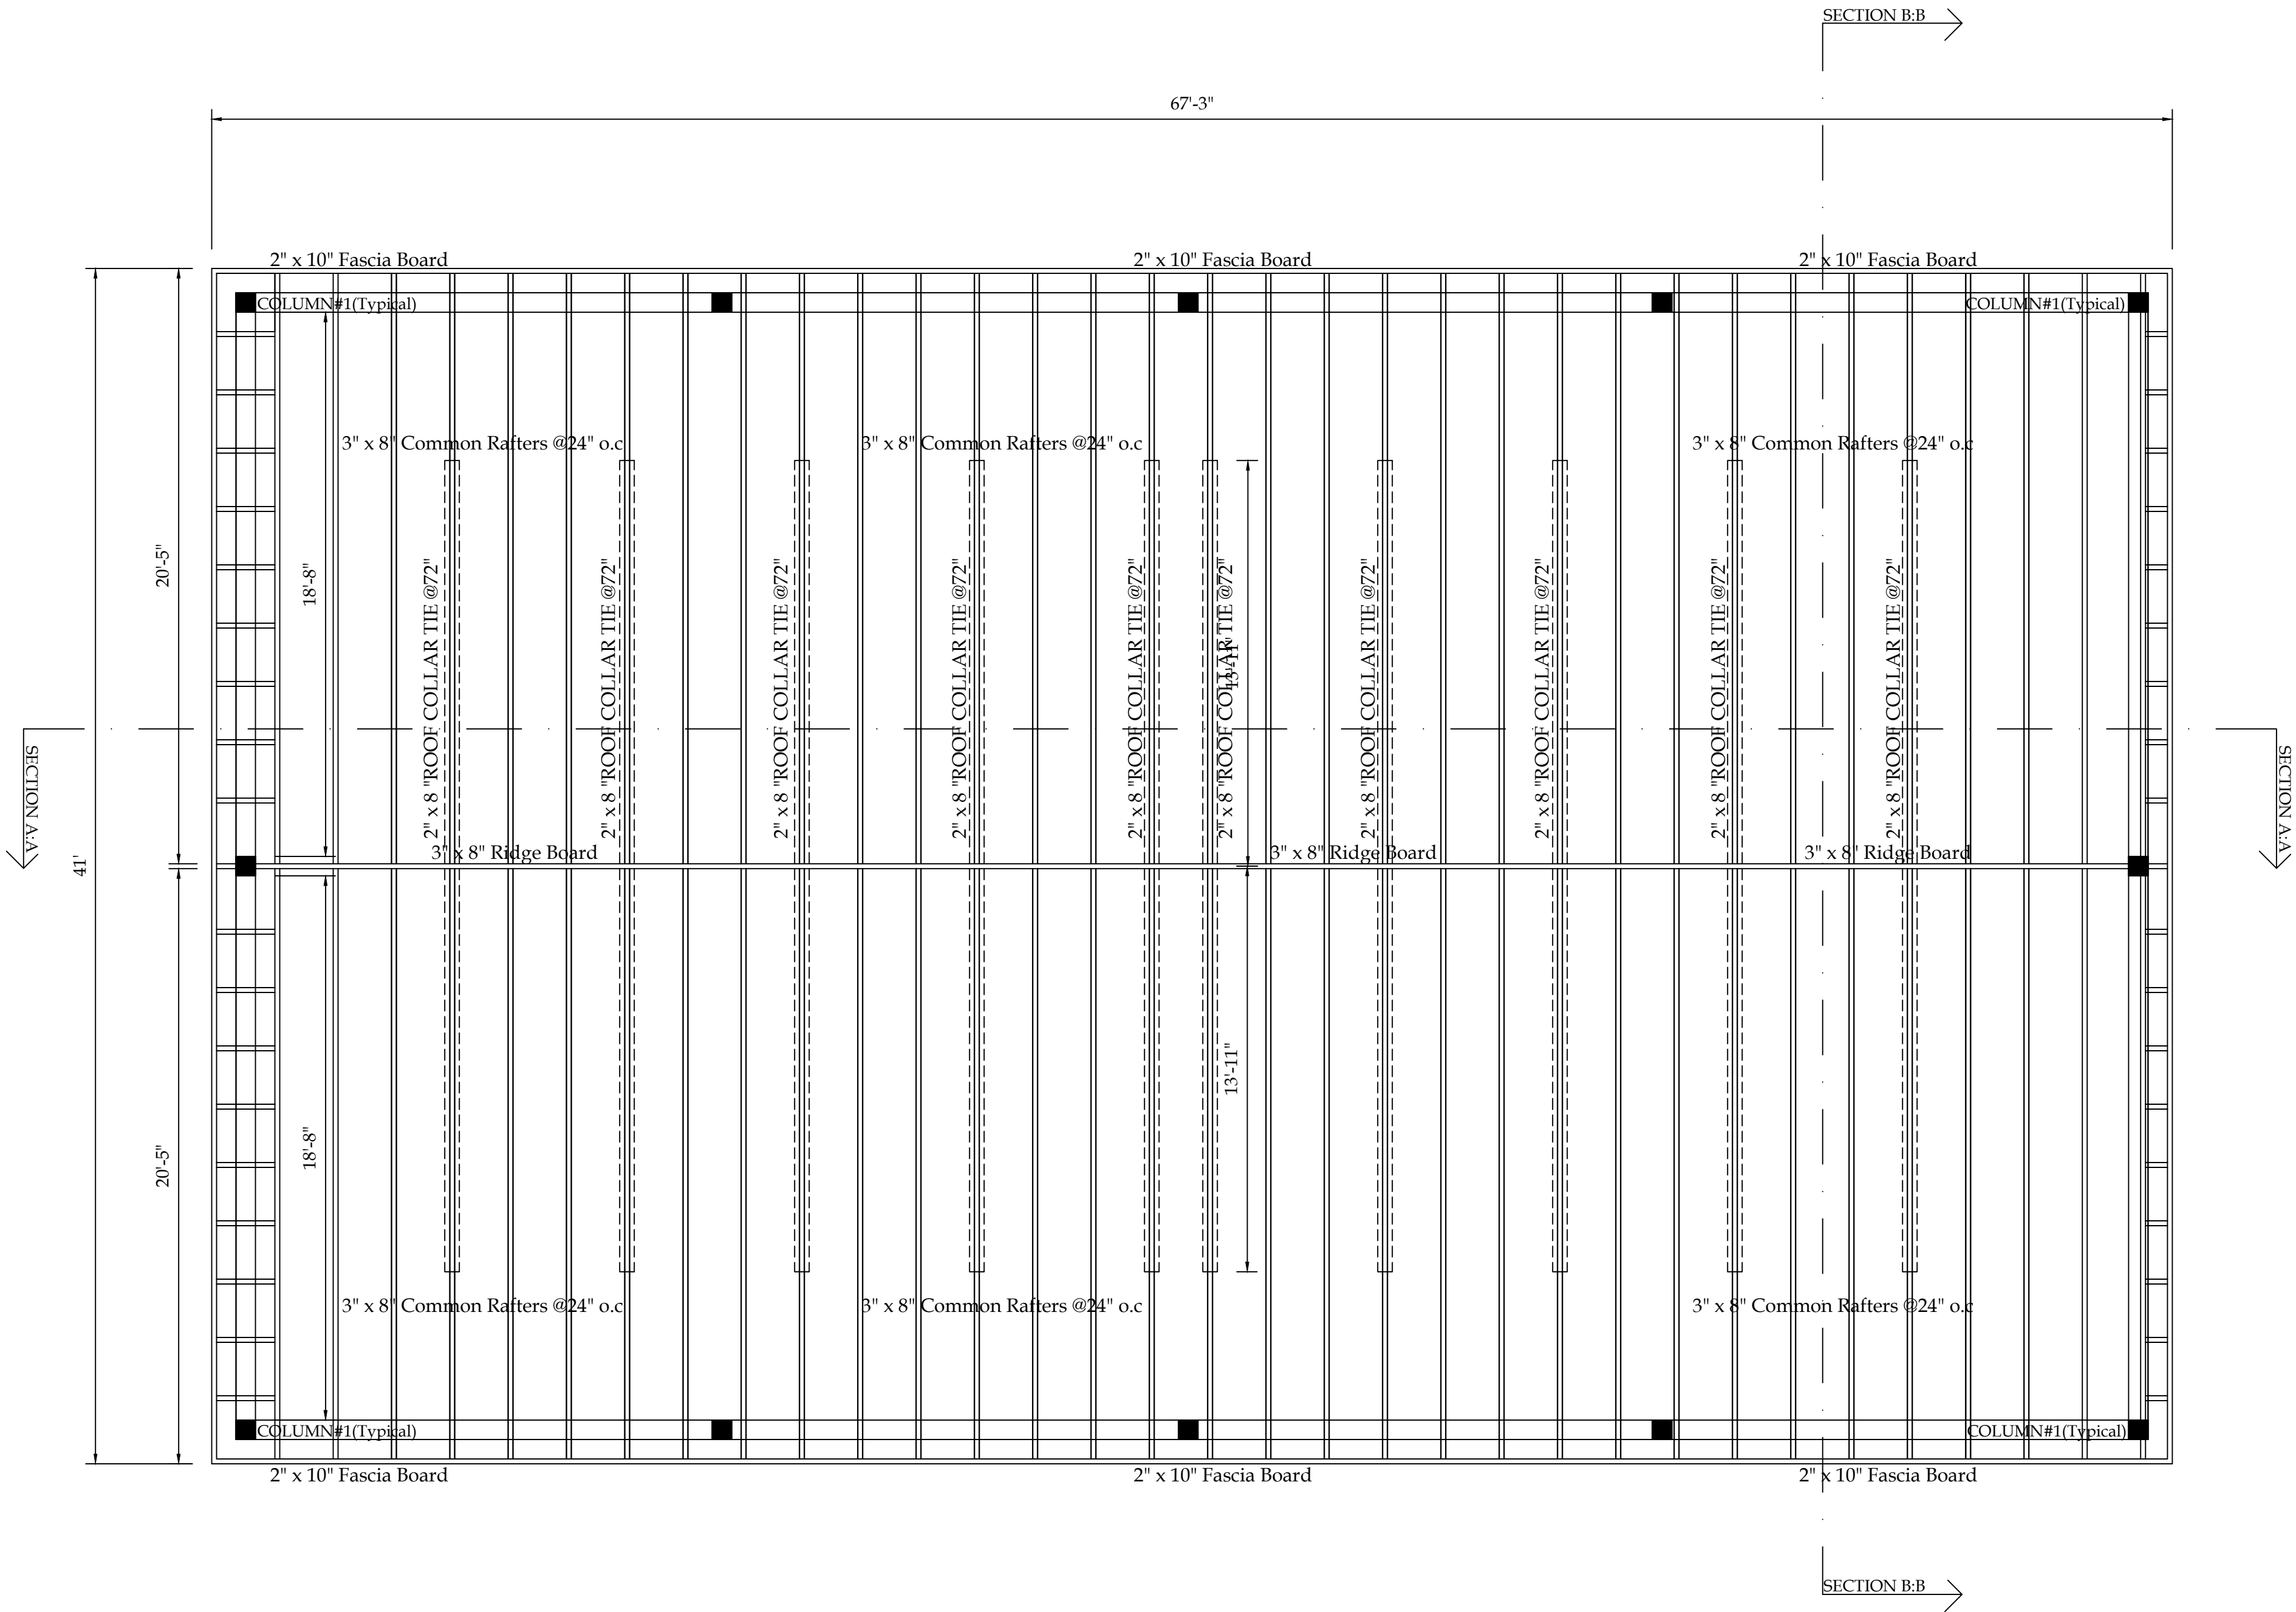 SECTION B:B
67'-3"
2" x 10" Fascia Board
2" x 10" Fascia Board
2" x 10" Fascia Board
COLUMN#1(Typical)
COLUMN#1(Typical)
3" x 8" Common Rafters @24" o.c
3" x 8" Common Rafters @24" o.c
3" x 8" Common Rafters @24" o.c
20'-5"
18'-8"
2" x 8 "ROOF COLLAR TIE @72"
2" x 8 "ROOF COLLAR TIE @72"
2" x 8 "ROOF COLLAR TIE @72"
2" x 8 "ROOF COLLAR TIE @72"
2" x 8 "ROOF COLLAR TIE @72"
2" x 8 "ROOF COLLAR TIE @72"
13'-11"
2" x 8 "ROOF COLLAR TIE @72"
2" x 8 "ROOF COLLAR TIE @72"
2" x 8 "ROOF COLLAR TIE @72"
2" x 8 "ROOF COLLAR TIE @72"
SECTION A:A
SECTION A:A
41'
3" x 8" Ridge Board
3" x 8" Ridge Board
3" x 8" Ridge Board
20'-5"
18'-8"
13'-11"
3" x 8" Common Rafters @24" o.c
3" x 8" Common Rafters @24" o.c
3" x 8" Common Rafters @24" o.c
COLUMN#1(Typical)
COLUMN#1(Typical)
2" x 10" Fascia Board
2" x 10" Fascia Board
2" x 10" Fascia Board
SECTION B:B